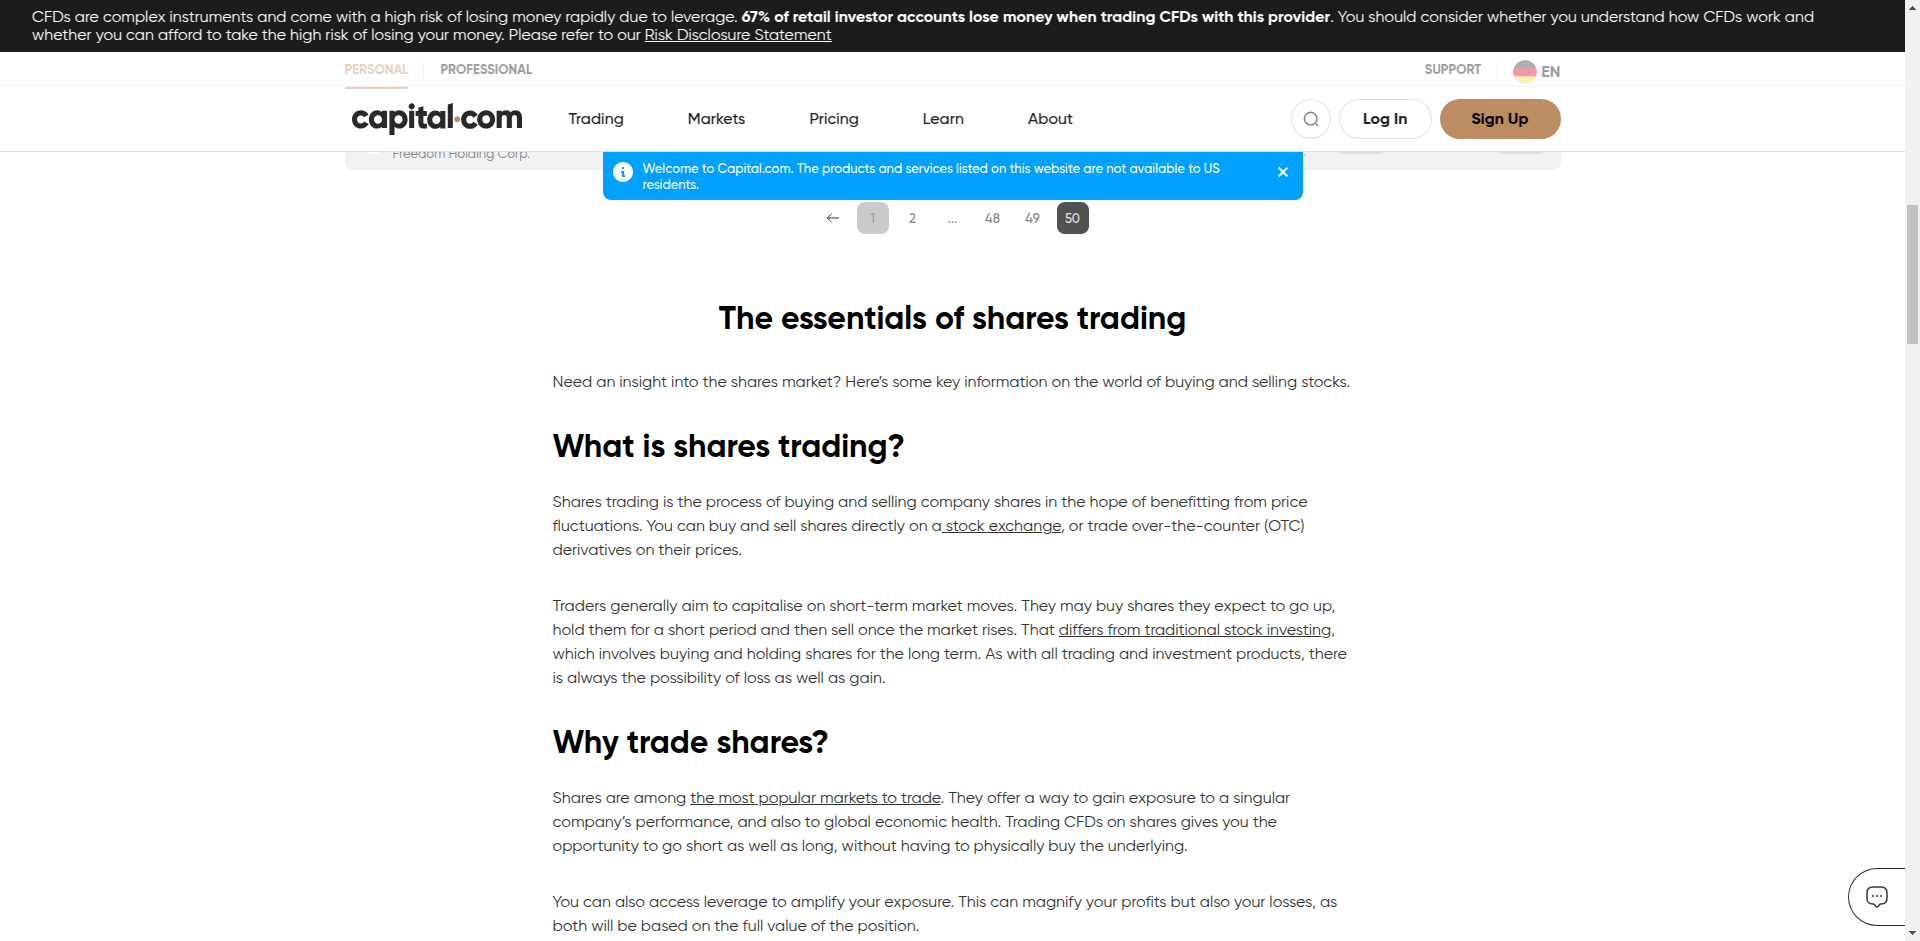 CFDs are complex instruments and come with a high risk of losing money rapidly due to leverage. 67% of retail investor accounts lose money when trading CFDs with this provider. You should consider whether you understand how CFDs work and
whether you can afford to take the high risk of losing your money. Please refer to our Risk Disclosure Statement
PERSONAL PROFESSIONAL SUPPORT EN
capital.com Trading Markets Pricing Learn About Log In Sign Up
Freedom Holding Corp.
Welcome to Capital.com. The products and services listed on this website are not available to US
residents.
← 1 2 ... 48 49 50
The essentials of shares trading
Need an insight into the shares market? Here’s some key information on the world of buying and selling stocks.
What is shares trading?
Shares trading is the process of buying and selling company shares in the hope of benefitting from price
fluctuations. You can buy and sell shares directly on a stock exchange, or trade over-the-counter (OTC)
derivatives on their prices.
Traders generally aim to capitalise on short-term market moves. They may buy shares they expect to go up,
hold them for a short period and then sell once the market rises. That differs from traditional stock investing,
which involves buying and holding shares for the long term. As with all trading and investment products, there
is always the possibility of loss as well as gain.
Why trade shares?
Shares are among the most popular markets to trade. They offer a way to gain exposure to a singular
company’s performance, and also to global economic health. Trading CFDs on shares gives you the
opportunity to go short as well as long, without having to physically buy the underlying.
You can also access leverage to amplify your exposure. This can magnify your profits but also your losses, as
both will be based on the full value of the position.